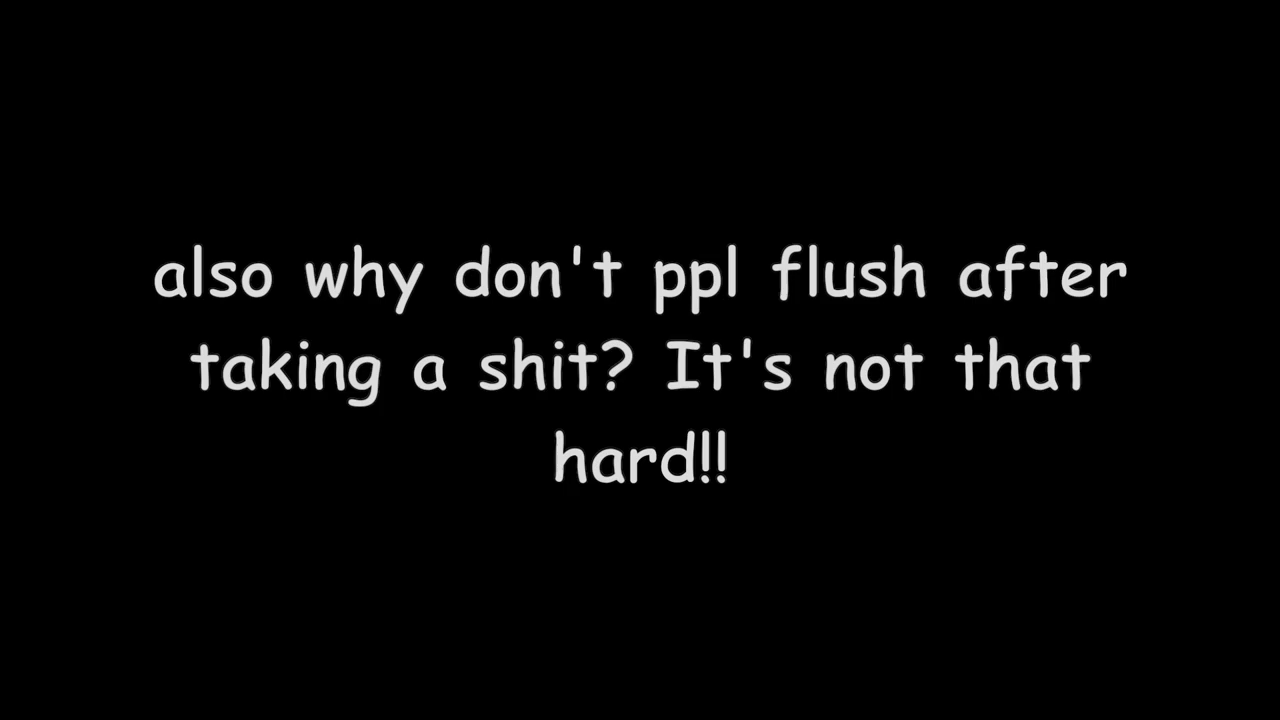 also why don't ppl flush after
taking a shit? It's not that
hard!!